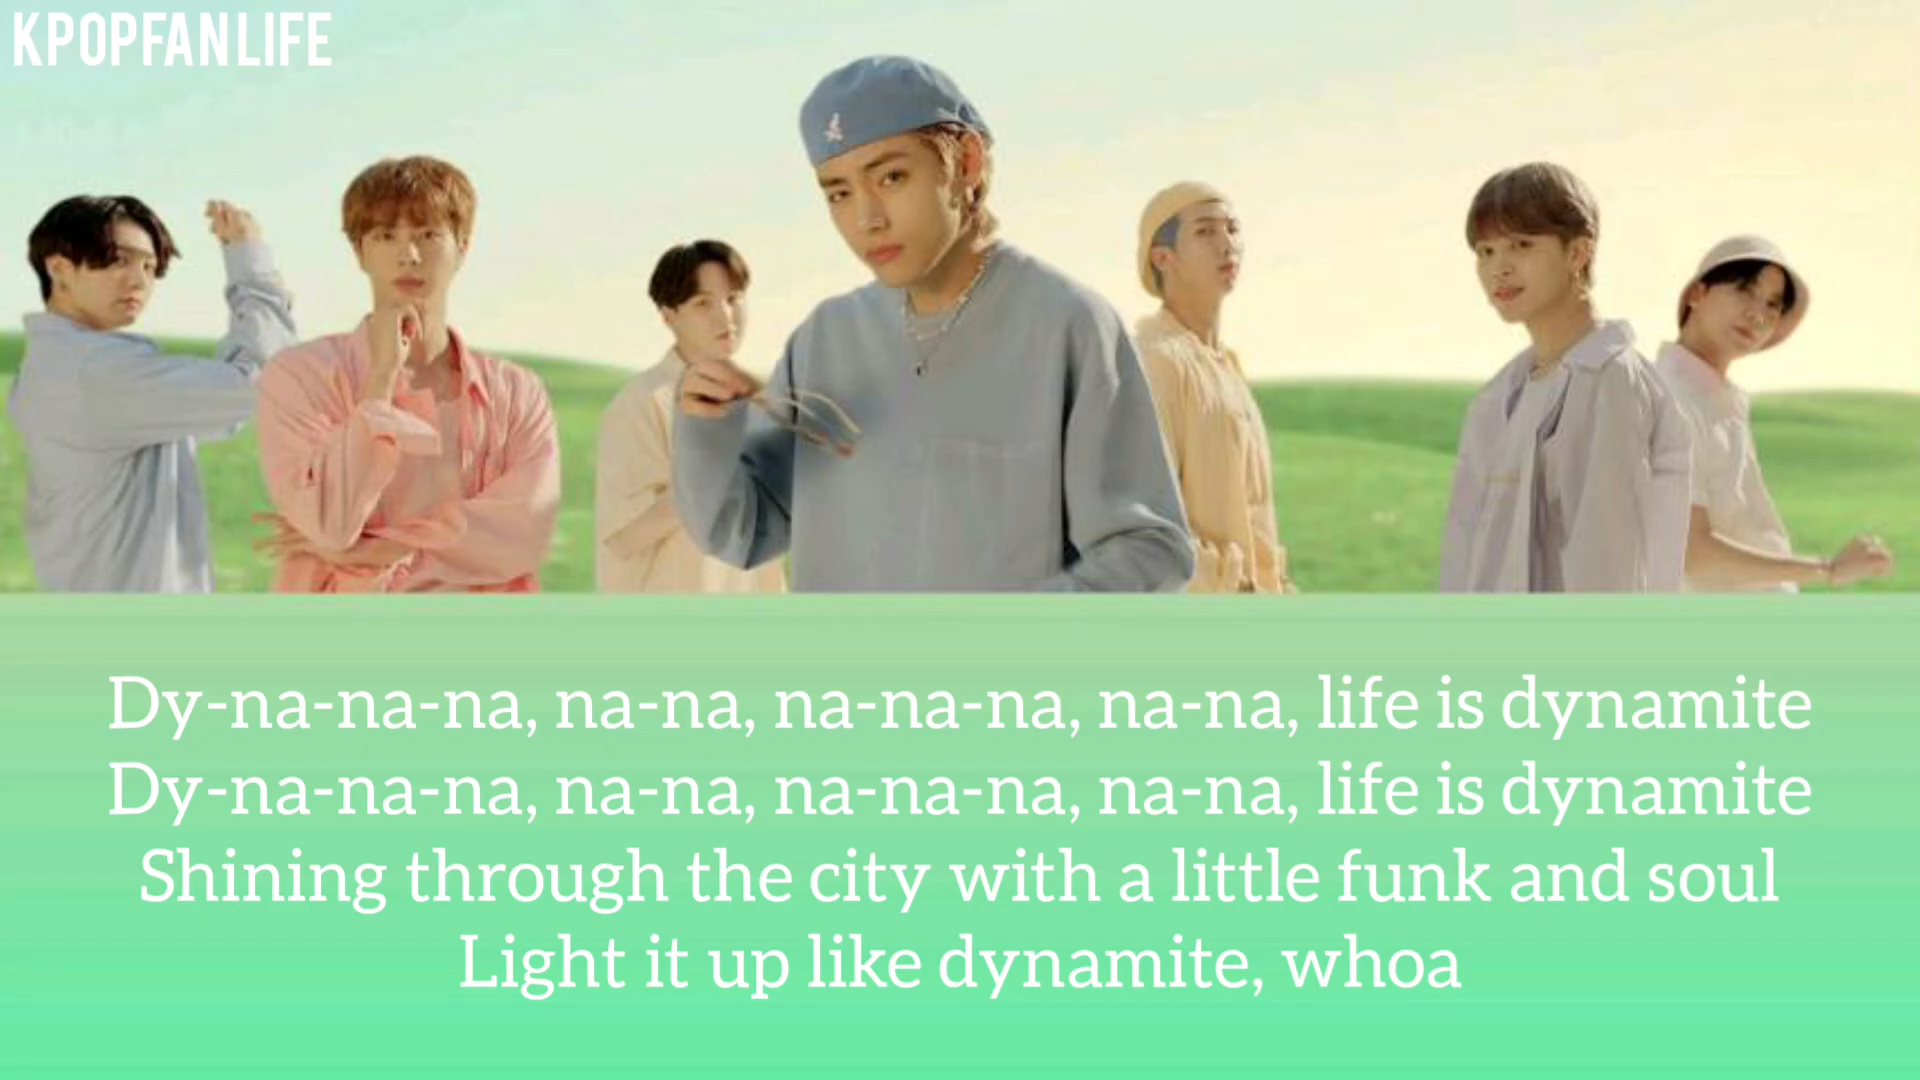 KPOPFANLIFE
Dy-na-na-na, na-na, na-na-na, na-na, life is dynamite
Dy-na-na-na, na-na, na-na-na, na-na, life is dynamite
Shining through the city with a little funk and soul
Light it up like dynamite, whoa